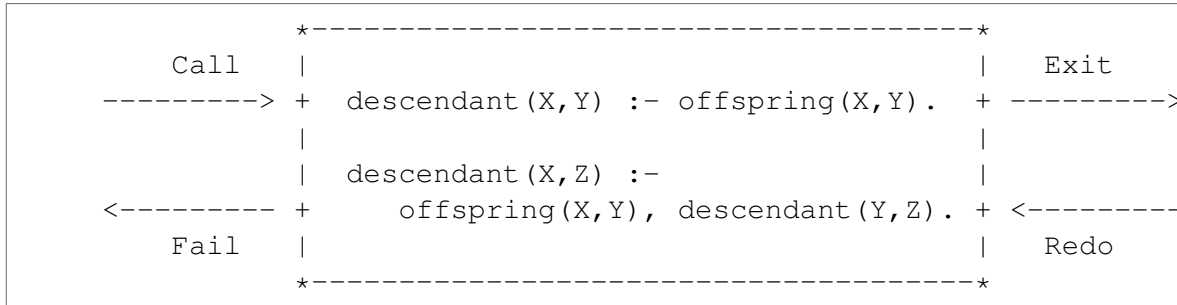 *--------------------------------------*
Call | | Exit
---------> + descendant(X,Y) :- offspring(X,Y). + --------->
| |
| descendant(X,Z) :- |
<--------- + offspring(X,Y), descendant(Y,Z). + <---------
Fail | | Redo
*--------------------------------------*